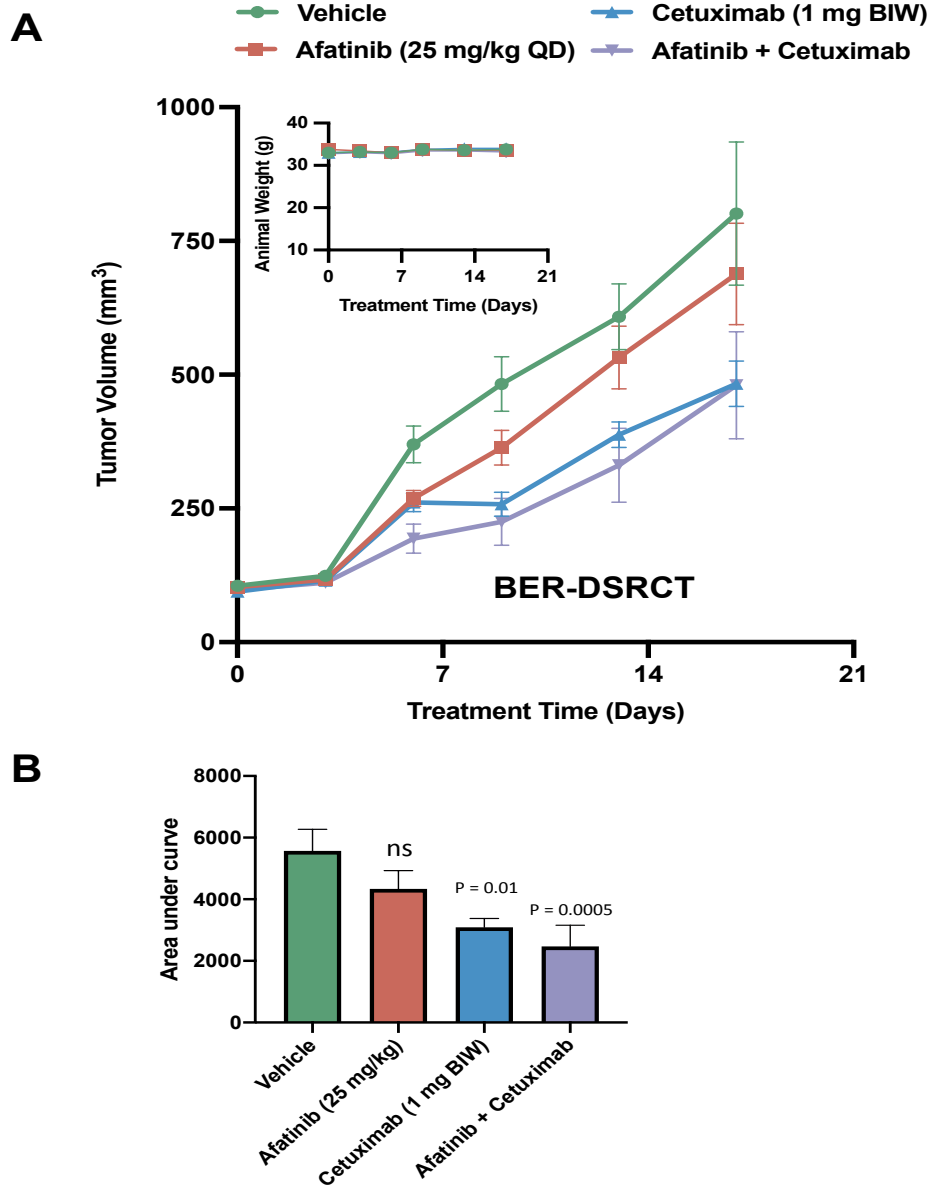 A
Vehicle
Cetuximab (1 mg BIW)
Afatinib (25 mg/kg QD)
Afatinib + Cetuximab
1000
750
500
250
0
Tumor Volume (mm³)
0
7
14
21
Treatment Time (Days)
40
30
20
10
Animal Weight (g)
0
7
14
21
Treatment Time (Days)
BER-DSRCT
B
8000
6000
4000
2000
0
Area under curve
ns
P = 0.01
P = 0.0005
Vehicle
Afatinib (25 mg/kg)
Cetuximab (1 mg BIW)
Afatinib + Cetuximab